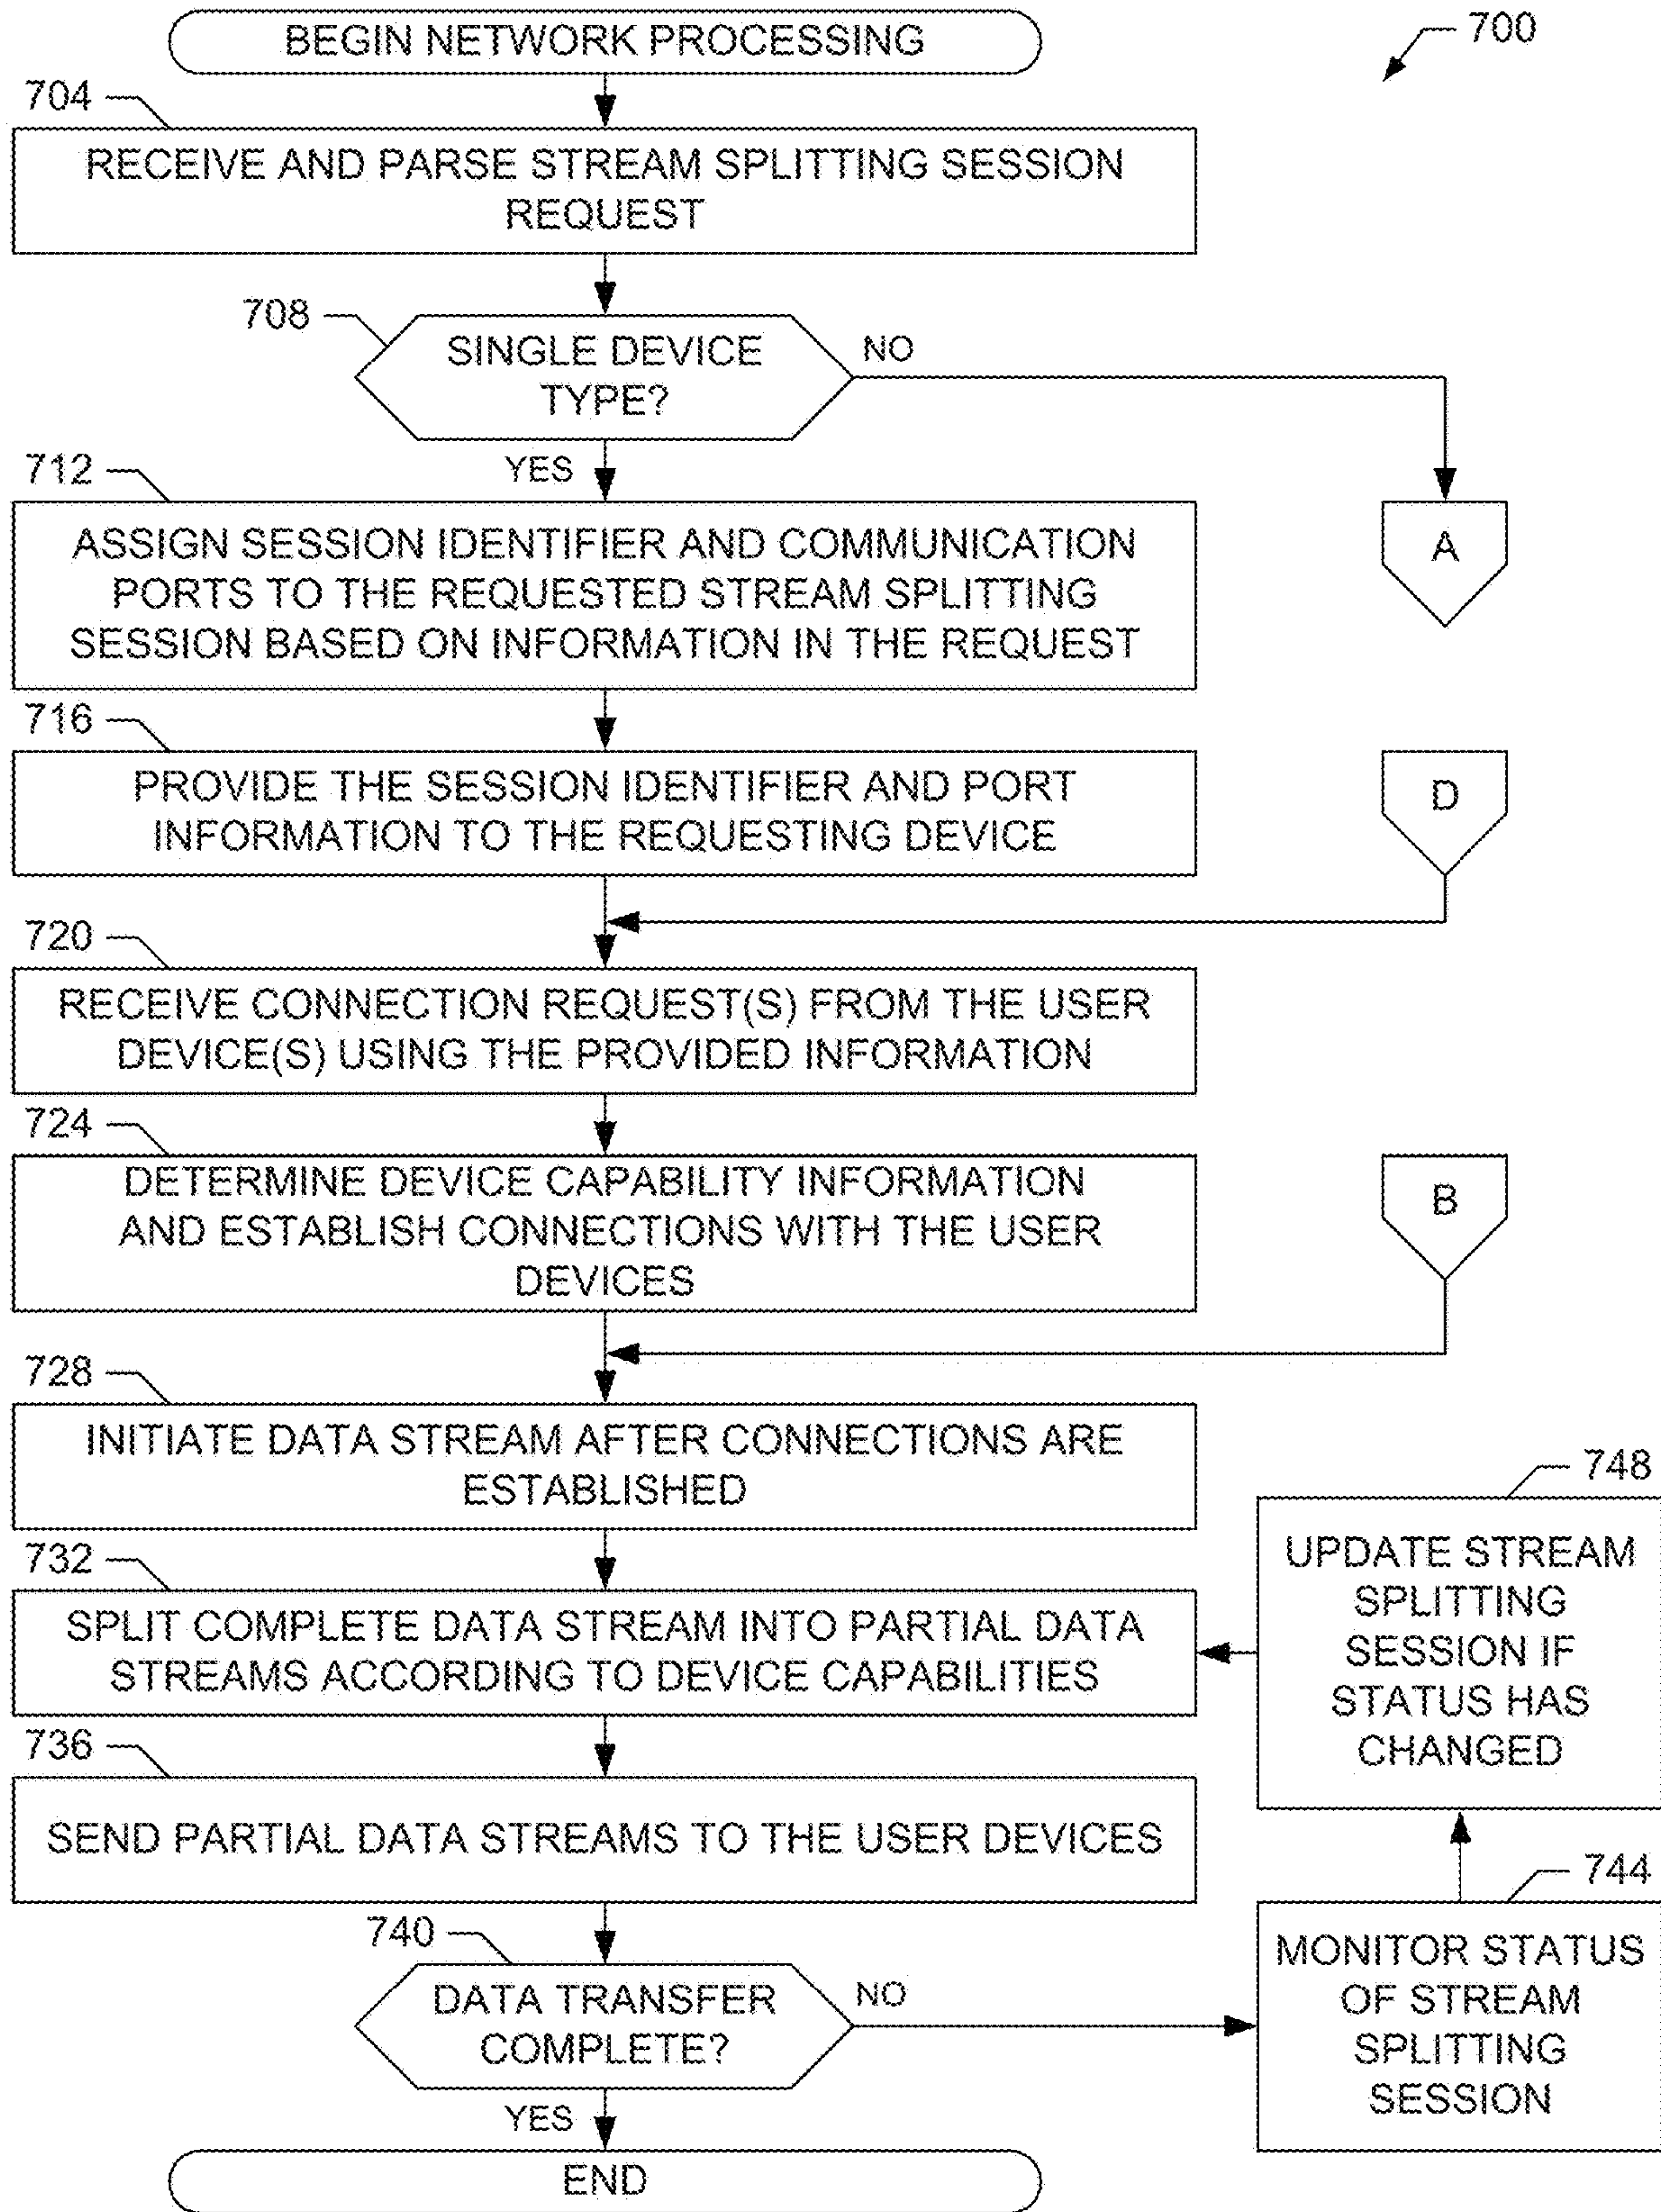 BEGIN NETWORK PROCESSING
700
704
RECEIVE AND PARSE STREAM SPLITTING SESSION
REQUEST
708
SINGLE DEVICE
TYPE?
NO
YES
712
ASSIGN SESSION IDENTIFIER AND COMMUNICATION
PORTS TO THE REQUESTED STREAM SPLITTING
SESSION BASED ON INFORMATION IN THE REQUEST
A
716
PROVIDE THE SESSION IDENTIFIER AND PORT
INFORMATION TO THE REQUESTING DEVICE
D
720
RECEIVE CONNECTION REQUEST(S) FROM THE USER
DEVICE(S) USING THE PROVIDED INFORMATION
724
DETERMINE DEVICE CAPABILITY INFORMATION
AND ESTABLISH CONNECTIONS WITH THE USER
DEVICES
B
728
INITIATE DATA STREAM AFTER CONNECTIONS ARE
ESTABLISHED
732
SPLIT COMPLETE DATA STREAM INTO PARTIAL DATA
STREAMS ACCORDING TO DEVICE CAPABILITIES
748
UPDATE STREAM
SPLITTING
SESSION IF
STATUS HAS
CHANGED
736
SEND PARTIAL DATA STREAMS TO THE USER DEVICES
740
DATA TRANSFER
COMPLETE?
NO
744
MONITOR STATUS
OF STREAM
SPLITTING
SESSION
YES
END